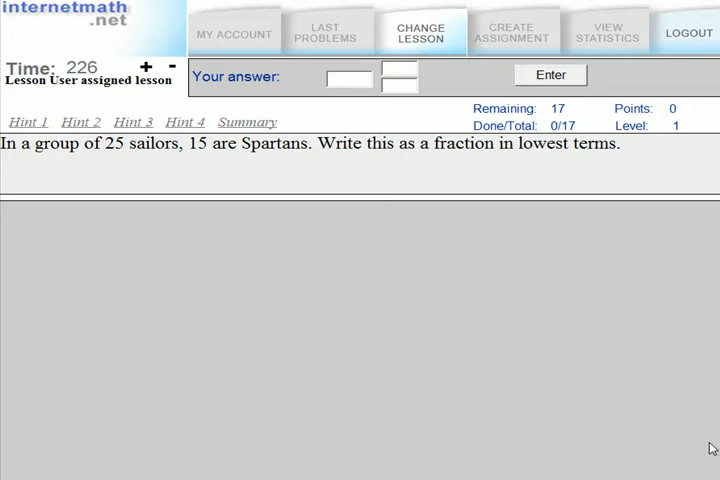 internetmath
.net
MY ACCOUNT
LAST
PROBLEMS
CHANGE
LESSON
CREATE
ASSIGNMENT
VIEW
STATISTICS
LOGOUT
Time: 226 + -
Lesson User assigned lesson
Your answer:
Enter
Remaining: 17 Points: 0
Done/Total: 0/17 Level: 1
Hint 1 Hint 2 Hint 3 Hint 4 Summary
In a group of 25 sailors, 15 are Spartans. Write this as a fraction in lowest terms.